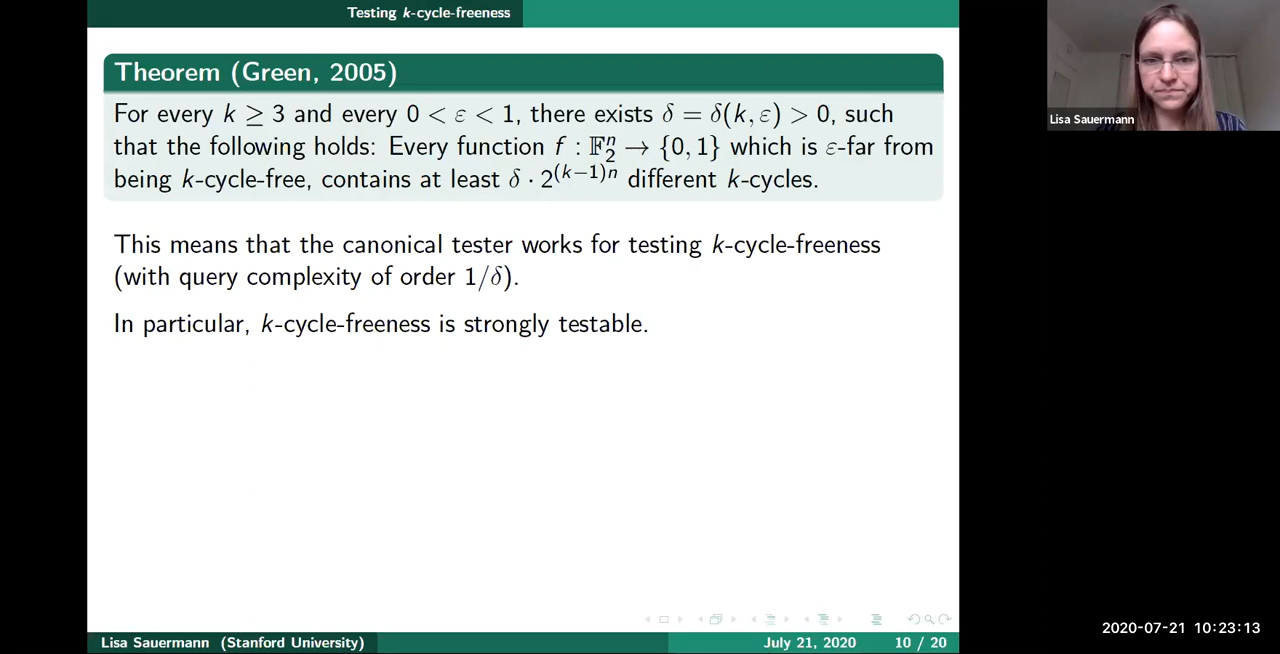 Testing k-cycle-freeness
Theorem (Green, 2005)
For every k ≥ 3 and every 0 < ε < 1, there exists δ = δ(k, ε) > 0, such
that the following holds: Every function f : 𝔽₂ⁿ → {0, 1} which is ε-far from
being k-cycle-free, contains at least δ · 2^{(k−1)n} different k-cycles.
This means that the canonical tester works for testing k-cycle-freeness
(with query complexity of order 1/δ).
In particular, k-cycle-freeness is strongly testable.
Lisa Sauermann (Stanford University)
July 21, 2020
10 / 20
Lisa Sauermann
2020-07-21 10:23:13